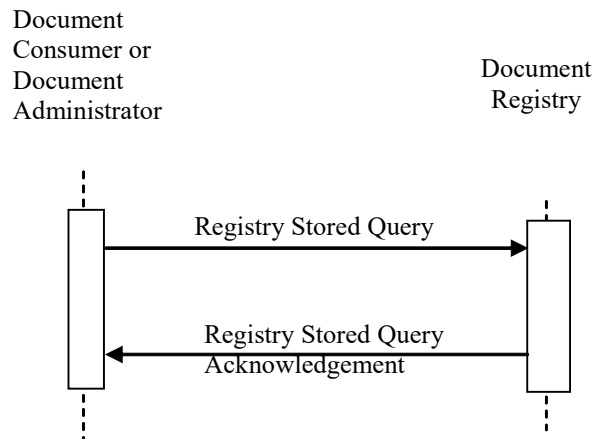 Document
Consumer or
Document
Administrator
Document
Registry
Registry Stored Query
Registry Stored Query
Acknowledgement